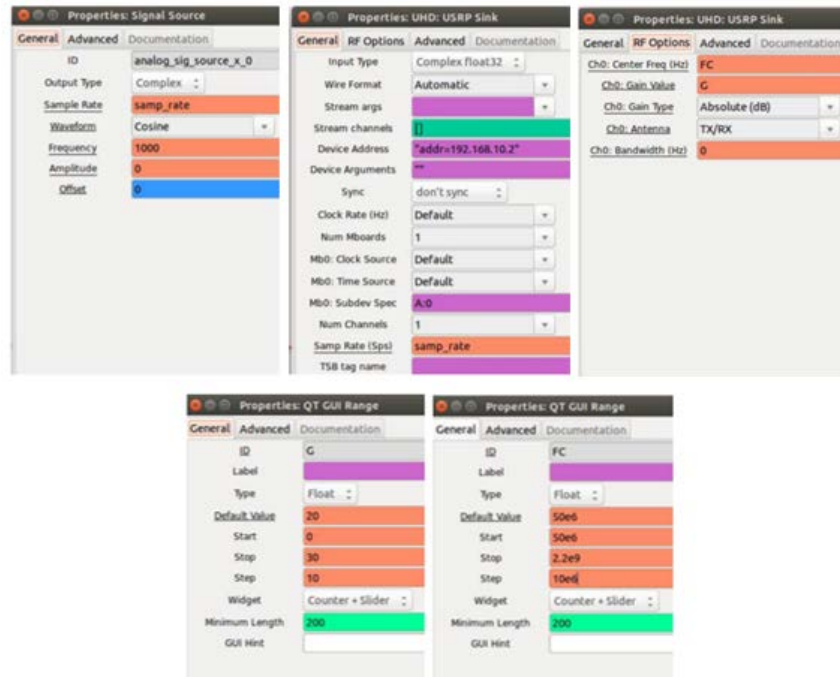 Properties: Signal Source
General Advanced Documentation
ID analog_sig_source_x_0
Output Type Complex
Sample Rate samp_rate
Waveform Cosine
Frequency 1000
Amplitude 0
Offset 0
Properties: UHD: USRP Sink
General RF Options Advanced Documentation
Input Type Complex float32
Wire Format Automatic
Stream args
Stream channels []
Device Address "addr=192.168.10.2"
Device Arguments ""
Sync don't sync
Clock Rate (Hz) Default
Num Mboards 1
Mb0: Clock Source Default
Mb0: Time Source Default
Mb0: Subdev Spec A:0
Num Channels 1
Samp Rate (Sps) samp_rate
TSB tag name
Properties: UHD: USRP Sink
General RF Options Advanced Documentation
Ch0: Center Freq (Hz) FC
Ch0: Gain Value G
Ch0: Gain Type Absolute (dB)
Ch0: Antenna TX/RX
Ch0: Bandwidth (Hz) 0
Properties: QT GUI Range
General Advanced Documentation
ID G
Label
Type Float
Default Value 20
Start 0
Stop 30
Step 10
Widget Counter + Slider
Minimum Length 200
GUI Hint
Properties: QT GUI Range
General Advanced Documentation
ID FC
Label
Type Float
Default Value 50e6
Start 50e6
Stop 2.2e9
Step 10e6
Widget Counter + Slider
Minimum Length 200
GUI Hint